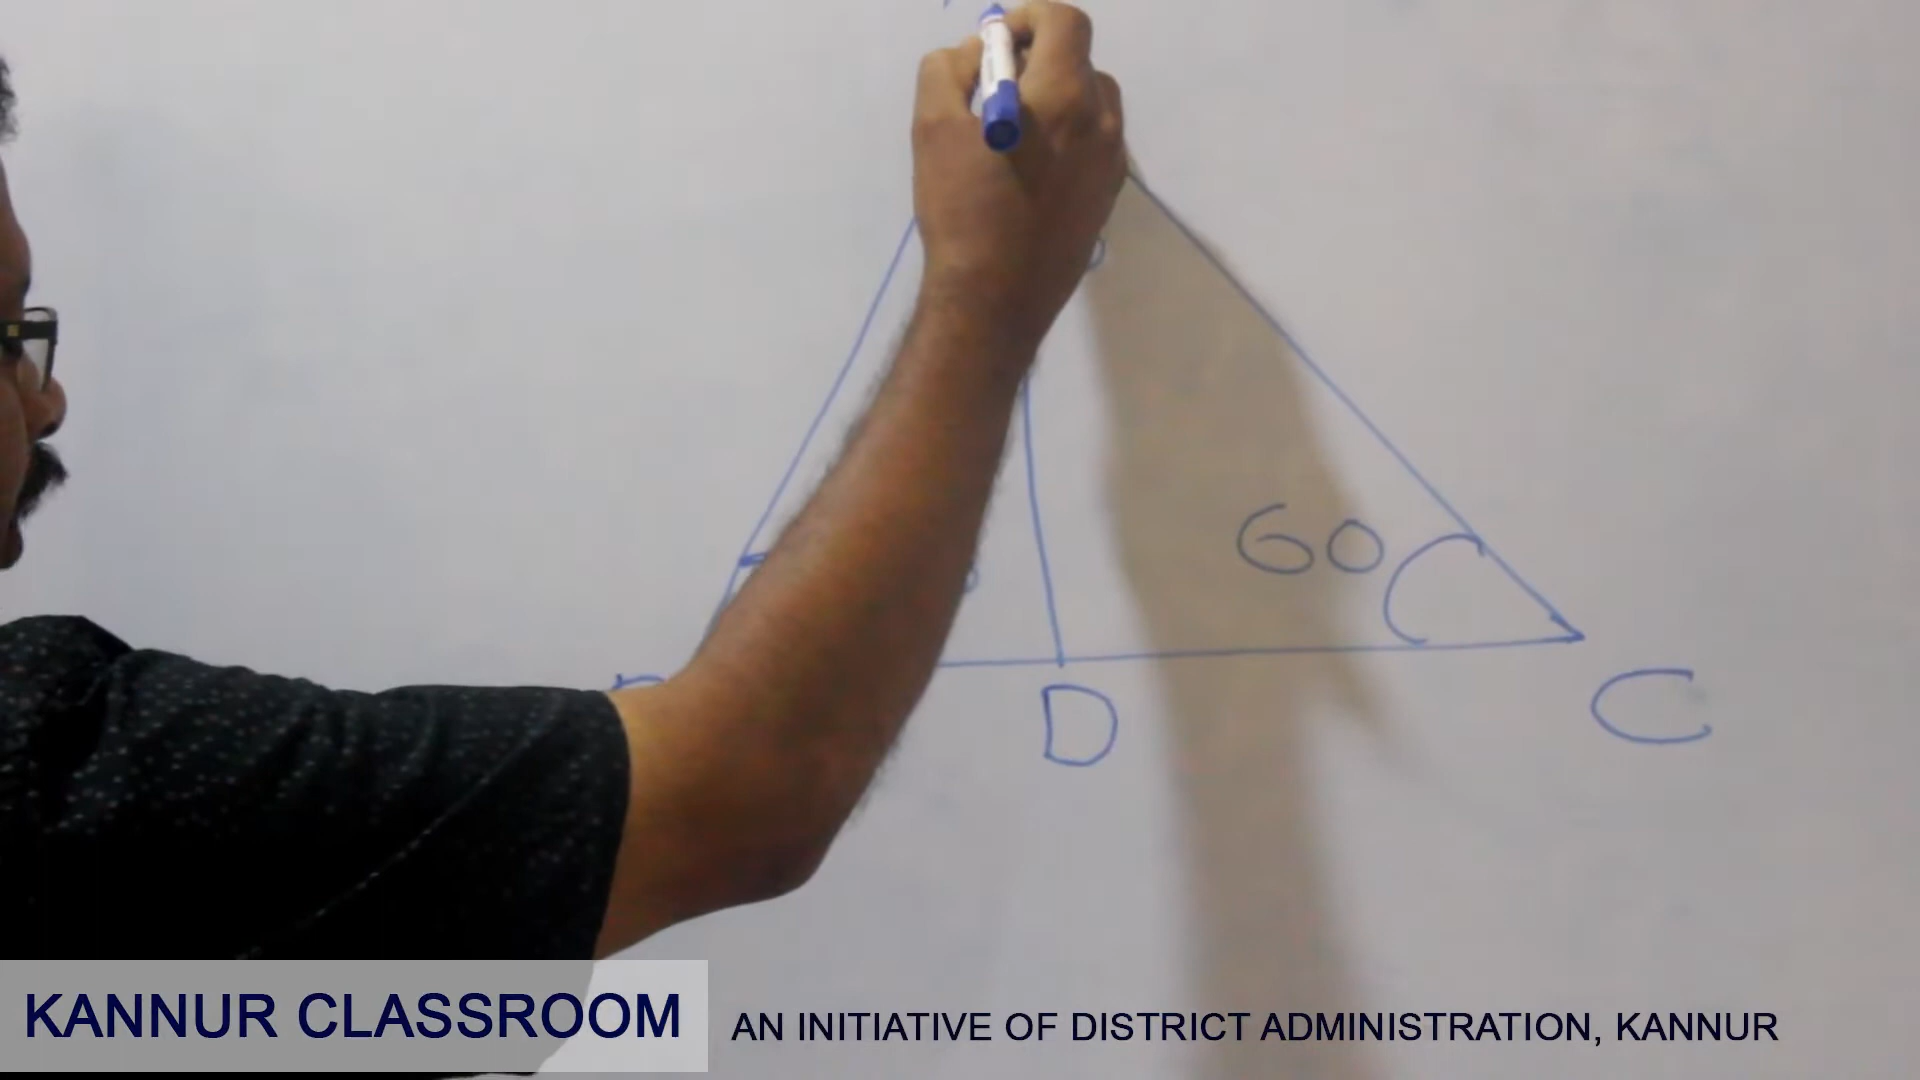 60
D
C
KANNUR CLASSROOM
AN INITIATIVE OF DISTRICT ADMINISTRATION, KANNUR